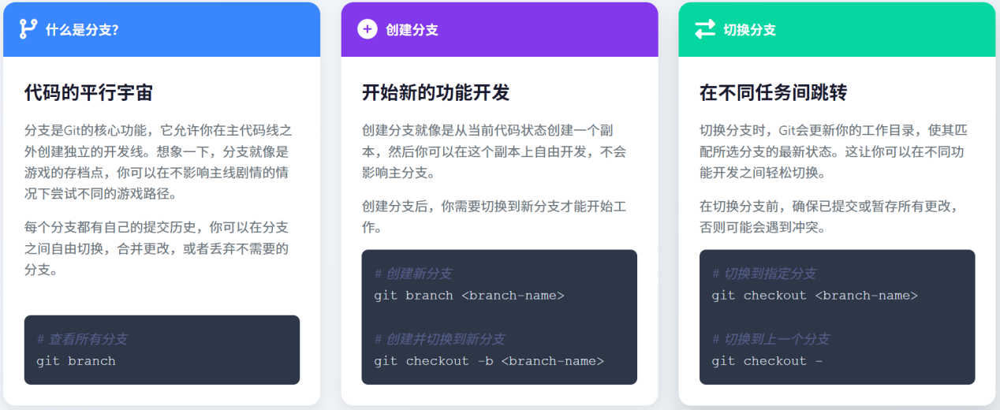 什么是分支?
代码的平行宇宙
分支是Git的核心功能，它允许你在主代码线之
外创建独立的开发线。想象一下，分支就像是
游戏的存档点，你可以在不影响主线剧情的情
况下尝试不同的游戏路径。
每个分支都有自己的提交历史，你可以在分支
之间自由切换，合并更改，或者丢弃不需要的
分支。
# 查看所有分支
git branch
创建分支
开始新的功能开发
创建分支就像是从当前代码状态创建一个副
本，然后你可以在这个副本上自由开发，不会
影响主分支。
创建分支后，你需要切换到新分支才能开始工
作。
# 创建新分支
git branch <branch-name>
# 创建并切换到新分支
git checkout -b <branch-name>
切换分支
在不同任务间跳转
切换分支时，Git会更新你的工作目录，使其匹
配所选分支的最新状态。这让你可以在不同功
能开发之间轻松切换。
在切换分支前，确保已提交或暂存所有更改，
否则可能会遇到冲突。
# 切换到指定分支
git checkout <branch-name>
# 切换到上一个分支
git checkout -